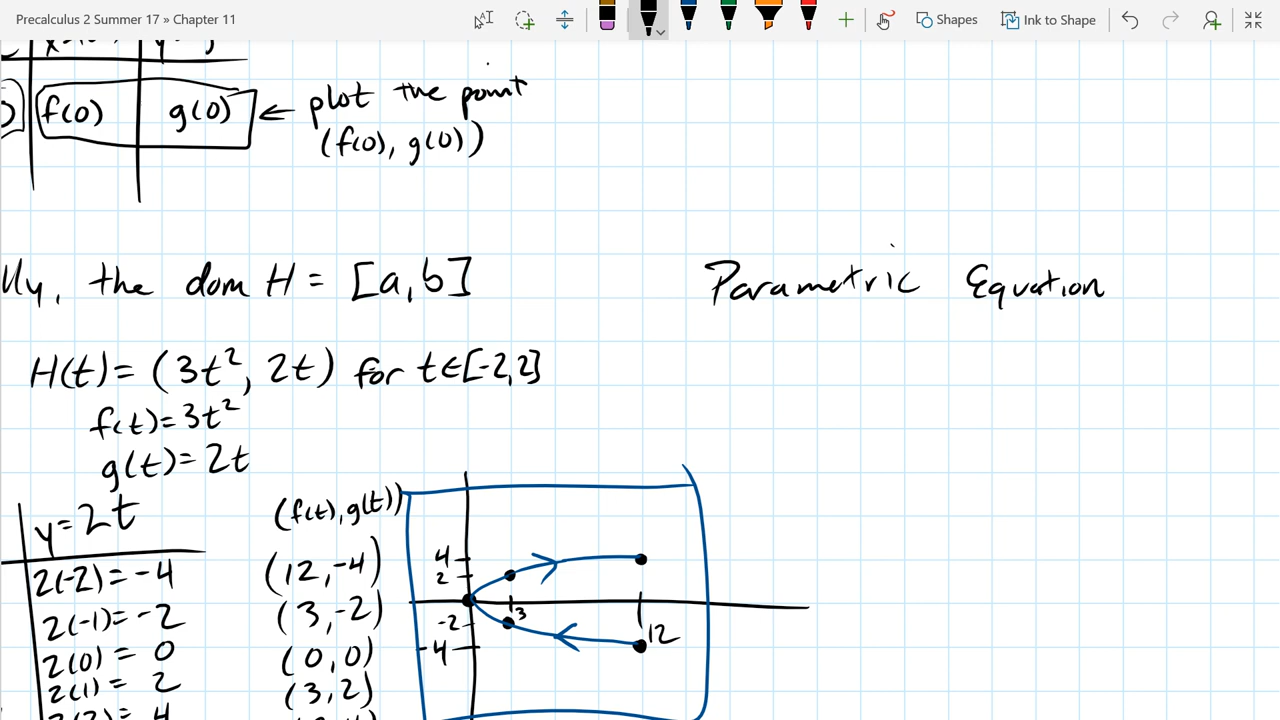 Precalculus 2 Summer 17 » Chapter 11
Shapes
Ink to Shape
f(0) g(0) ← plot the point
(f(0), g(0))
the dom H = [a,b]
Parametric Equation
H(t) = (3t², 2t) for t∈[-2,2]
f(t)=3t²
g(t)=2t
y=2t
(f(t),g(t))
2(-2)= -4 (12,-4)
2(-1)= -2 (3,-2)
2(0) = 0 (0,0)
2(1) = 2 (3,2)
4
2
-2
-4
3
12